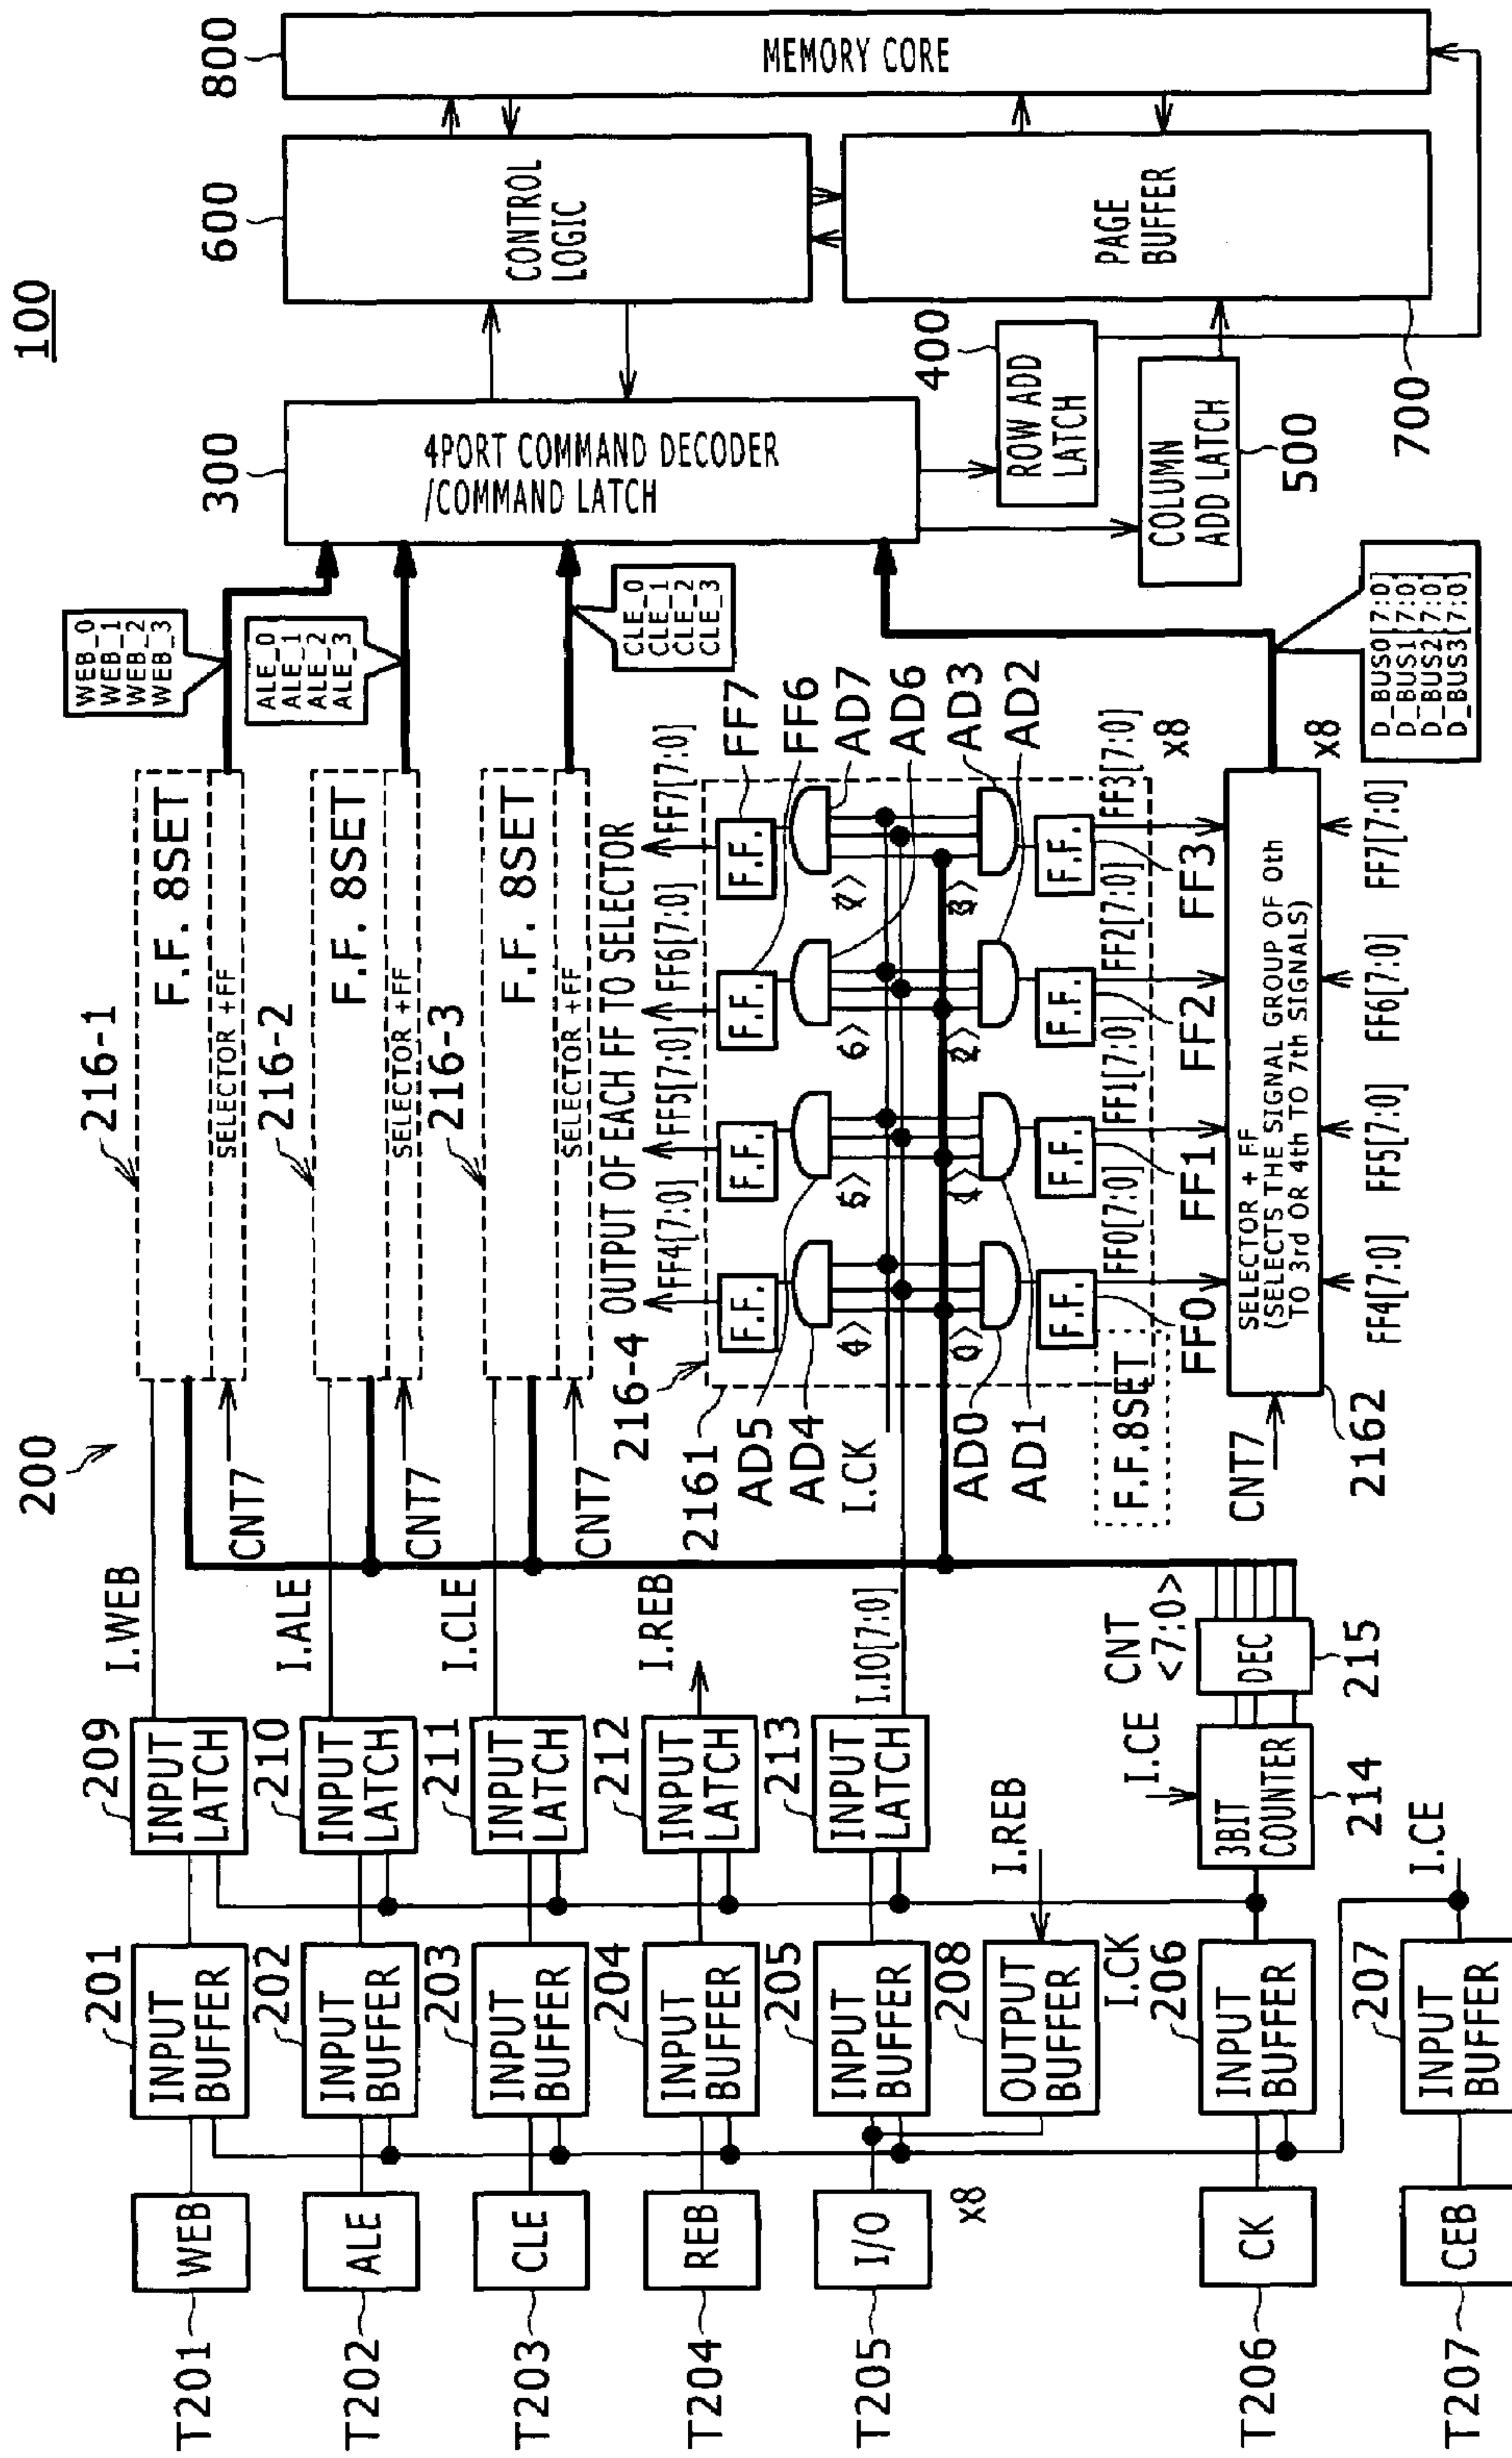 100
200
T201
WEB
201
INPUT
BUFFER
209
INPUT
LATCH
I.WEB
CNT7
216-1
F.F. 8SET
SELECTOR +FF
WEB_0
WEB_1
WEB_2
WEB_3
T202
ALE
202
INPUT
BUFFER
210
INPUT
LATCH
I.ALE
CNT7
216-2
F.F. 8SET
SELECTOR +FF
ALE_0
ALE_1
ALE_2
ALE_3
T203
CLE
203
INPUT
BUFFER
211
INPUT
LATCH
I.CLE
CNT7
216-3
F.F. 8SET
SELECTOR +FF
CLE_0
CLE_1
CLE_2
CLE_3
T204
REB
204
INPUT
BUFFER
212
INPUT
LATCH
I.REB
T205
I/O
x8
205
INPUT
BUFFER
213
INPUT
LATCH
I.IO[7:0]
208
OUTPUT
BUFFER
I.REB
T206
CK
206
INPUT
BUFFER
I.CK
I.CE
3BIT
COUNTER
214
CNT
<7:0>
DEC
215
T207
CEB
207
INPUT
BUFFER
I.CE
216-4
OUTPUT OF EACH FF TO SELECTOR
FF4[7:0]
FF5[7:0]
FF6[7:0]
FF7[7:0]
2161
F.F.
F.F.
F.F.
F.F.
FF7
FF6
AD5
AD4
AD7
AD6
I.CK
AD0
AD1
AD3
AD2
F.F.
F.F.
F.F.
F.F.
F.F.8SET
FF0[7:0]
FF1[7:0]
FF2[7:0]
FF3[7:0]
x8
FF0
FF1
FF2
FF3
CNT7
2162
SELECTOR + FF
(SELECTS THE SIGNAL GROUP OF 0th
TO 3rd OR 4th TO 7th SIGNALS)
x8
FF4[7:0]
FF5[7:0]
FF6[7:0]
FF7[7:0]
D_BUS0[7:0]
D_BUS1[7:0]
D_BUS2[7:0]
D_BUS3[7:0]
300
4PORT COMMAND DECODER
/COMMAND LATCH
400
ROW ADD
LATCH
COLUMN
ADD LATCH
500
600
CONTROL
LOGIC
PAGE
BUFFER
700
800
MEMORY CORE